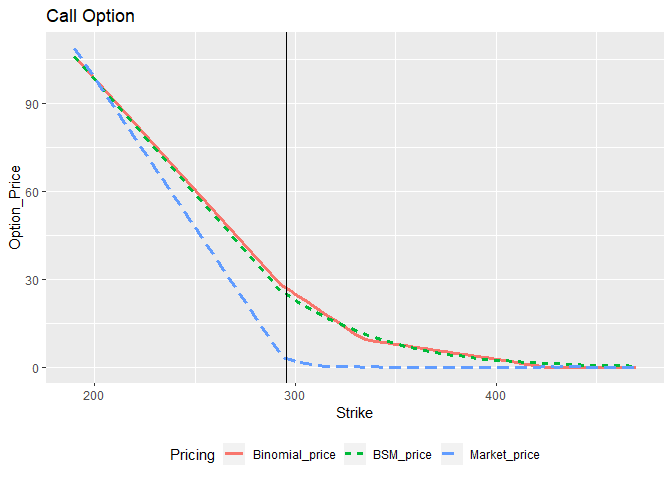 Call Option
Option_Price
90
60
30
0
200
300
400
Strike
Pricing
Binomial_price
BSM_price
Market_price